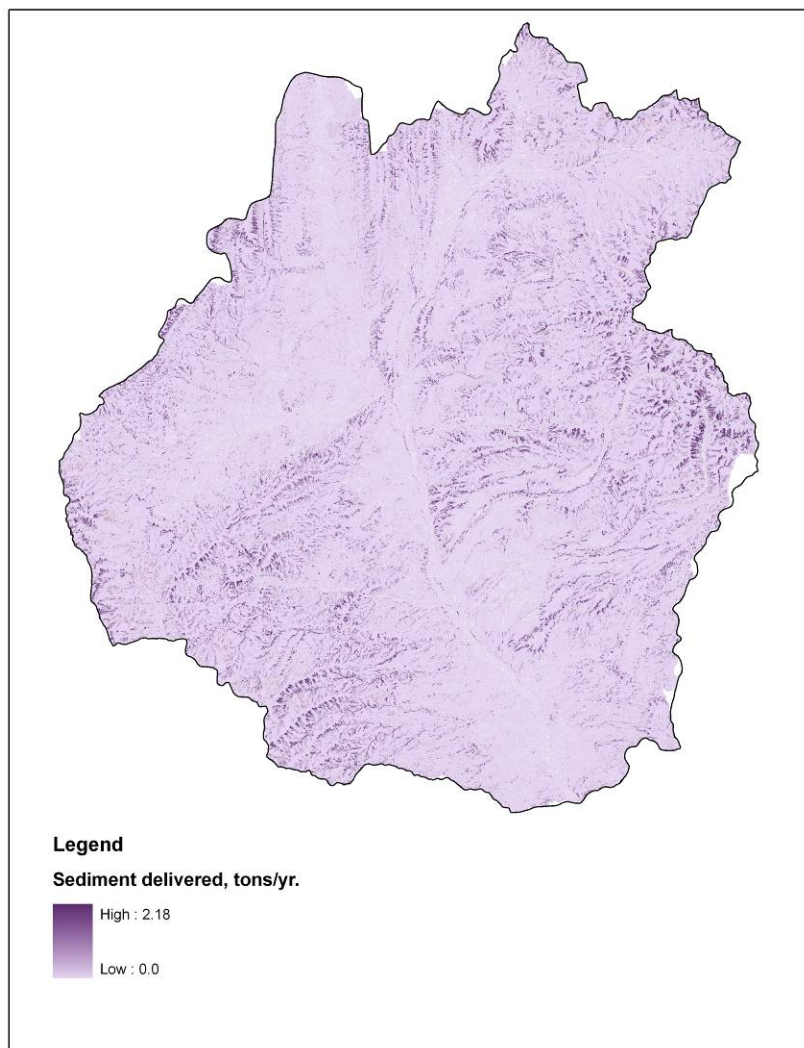 Legend
Sediment delivered, tons/yr.
High : 2.18
Low : 0.0